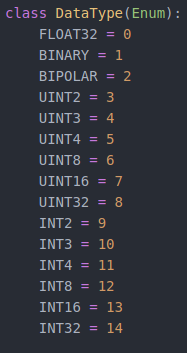 class DataType(Enum):
    FLOAT32 = 0
    BINARY = 1
    BIPOLAR = 2
    UINT2 = 3
    UINT3 = 4
    UINT4 = 5
    UINT8 = 6
    UINT16 = 7
    UINT32 = 8
    INT2 = 9
    INT3 = 10
    INT4 = 11
    INT8 = 12
    INT16 = 13
    INT32 = 14